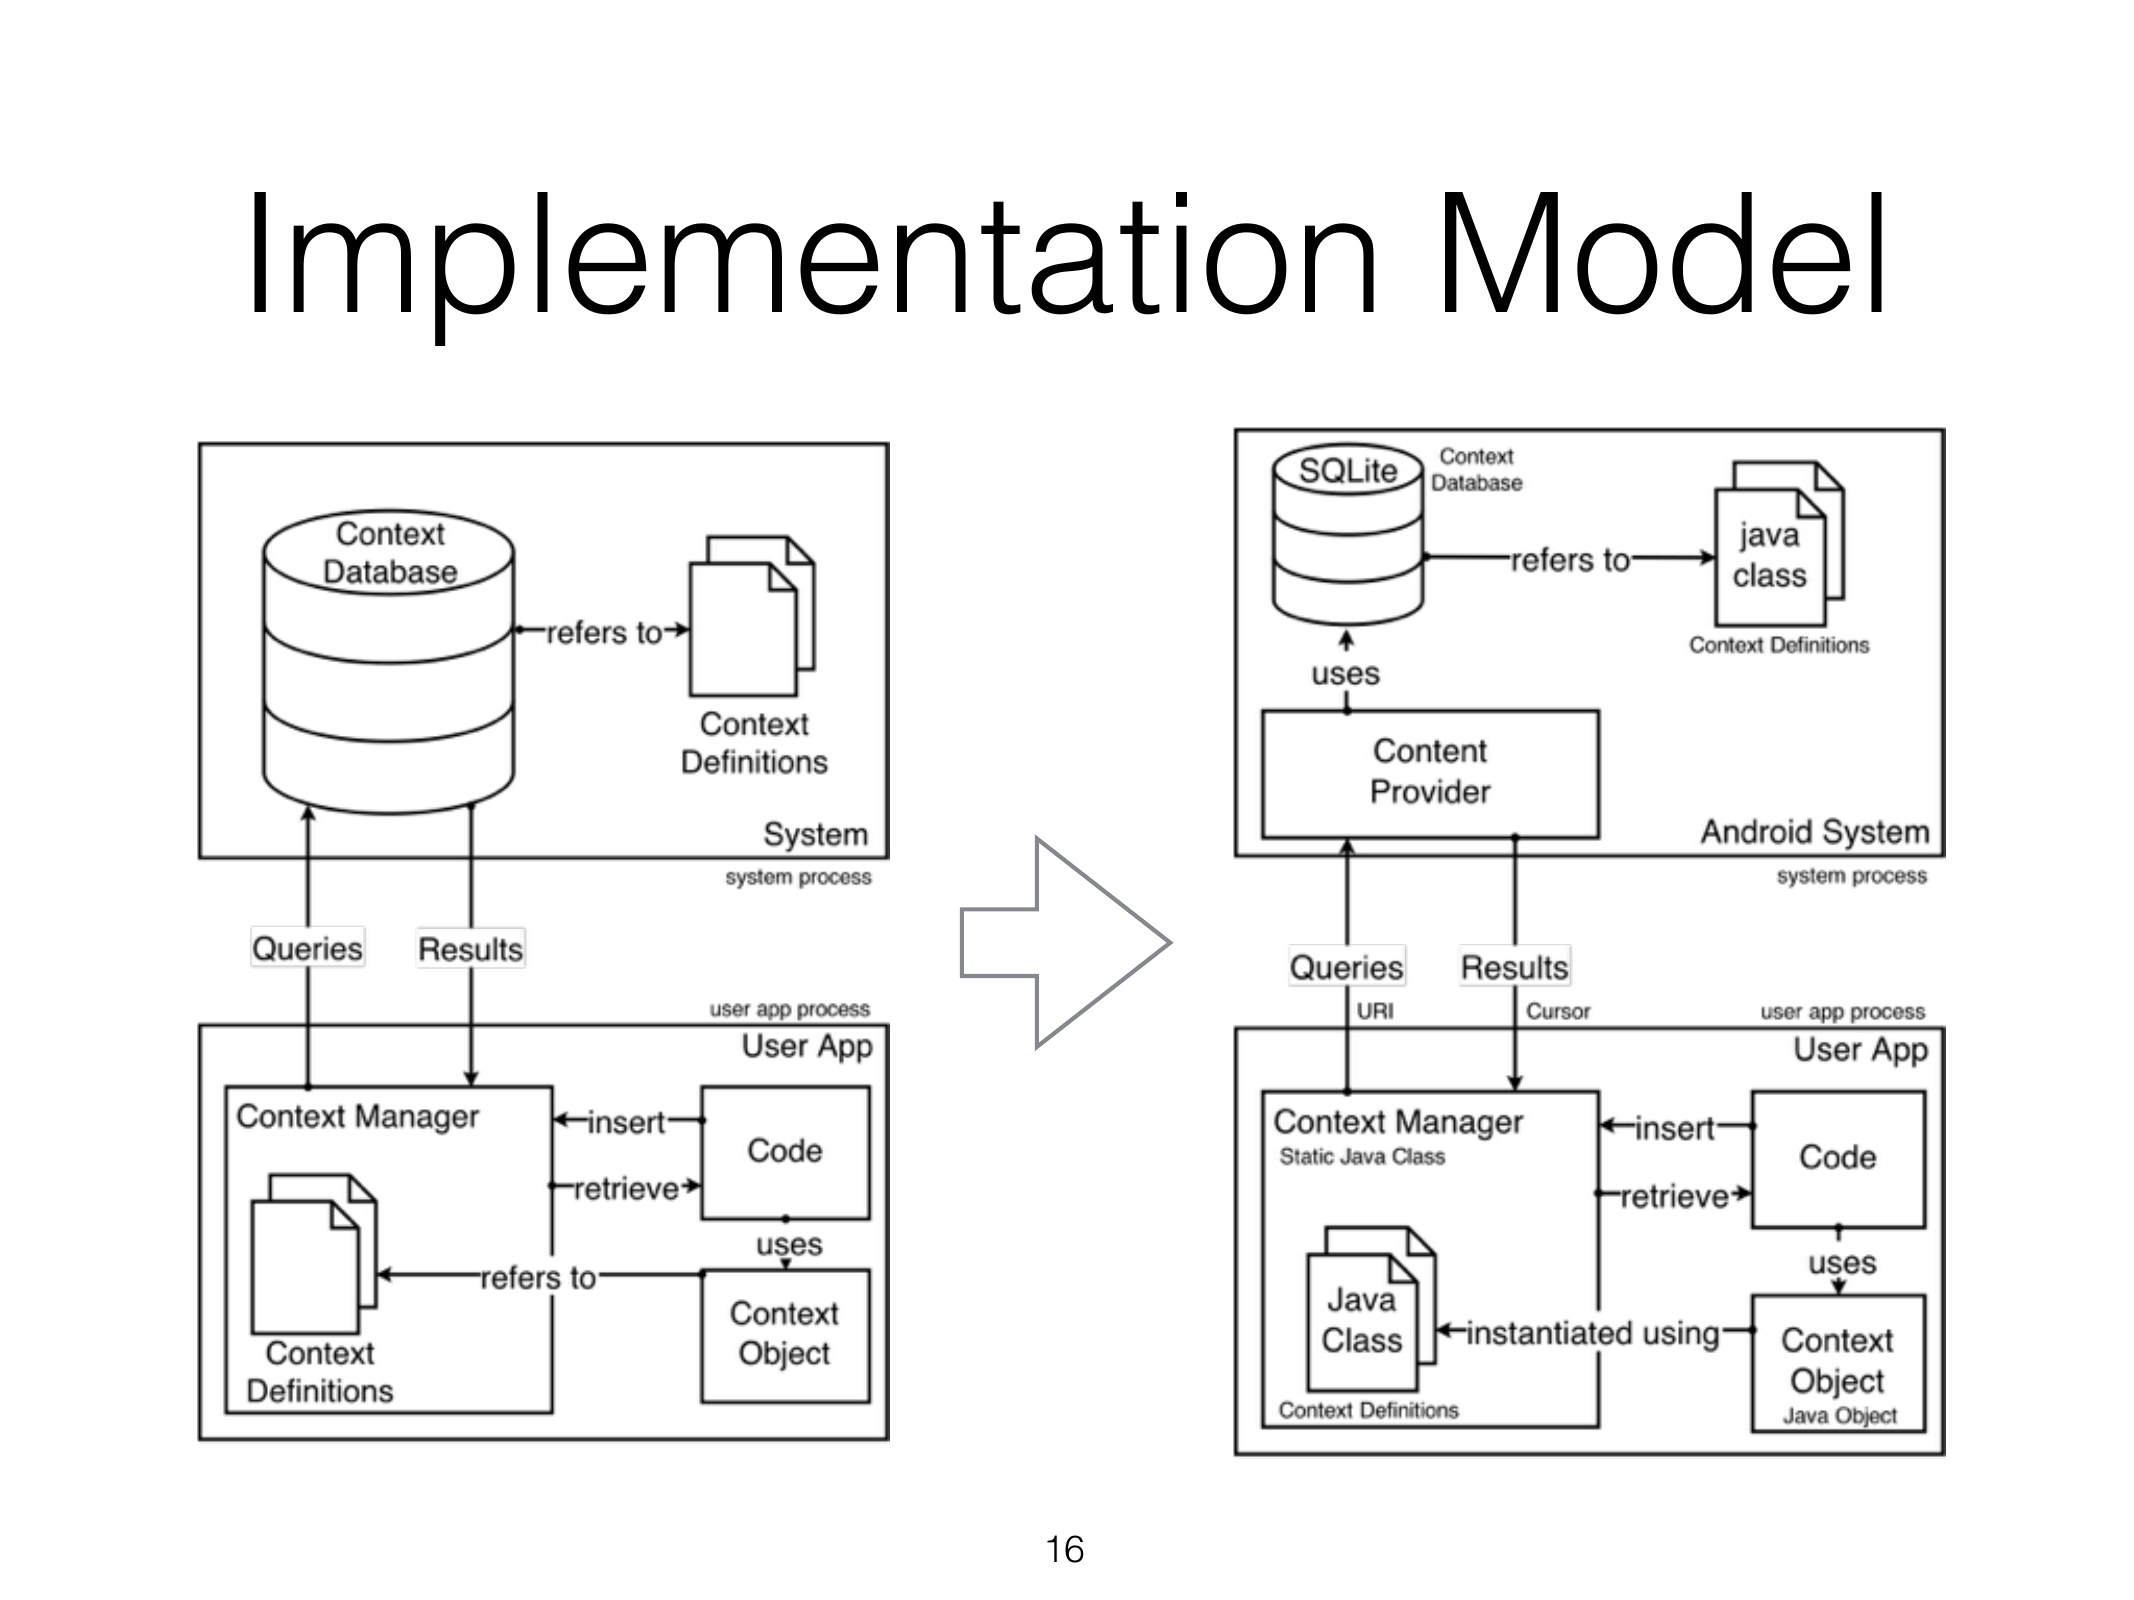 Implementation Model
Context
Database
refers to
Context
Definitions
System
system process
Queries
Results
user app process
User App
Context Manager
insert
Code
retrieve
uses
refers to
Context
Object
Context
Definitions
SQLite
Context
Database
refers to
java
class
Context Definitions
uses
Content
Provider
Android System
system process
Queries
Results
URI
Cursor
user app process
User App
Context Manager
Static Java Class
insert
Code
retrieve
uses
Java
Class
instantiated using
Context
Object
Java Object
Context Definitions
16